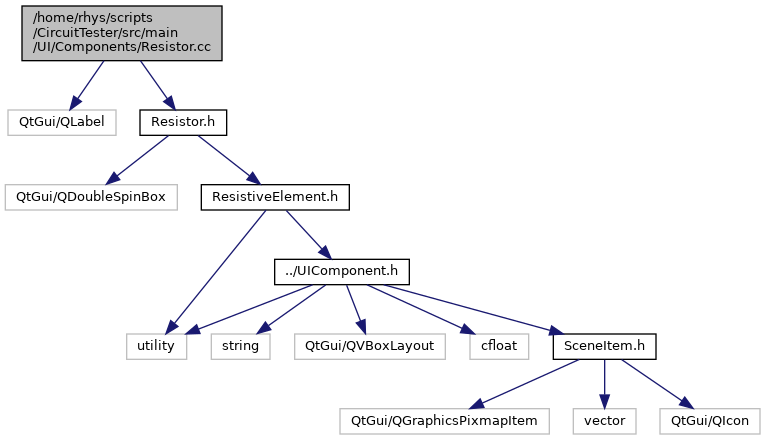 /home/rhys/scripts
/CircuitTester/src/main
/UI/Components/Resistor.cc
QtGui/QLabel
Resistor.h
QtGui/QDoubleSpinBox
ResistiveElement.h
../UIComponent.h
utility
string
QtGui/QVBoxLayout
cfloat
SceneItem.h
QtGui/QGraphicsPixmapItem
vector
QtGui/QIcon